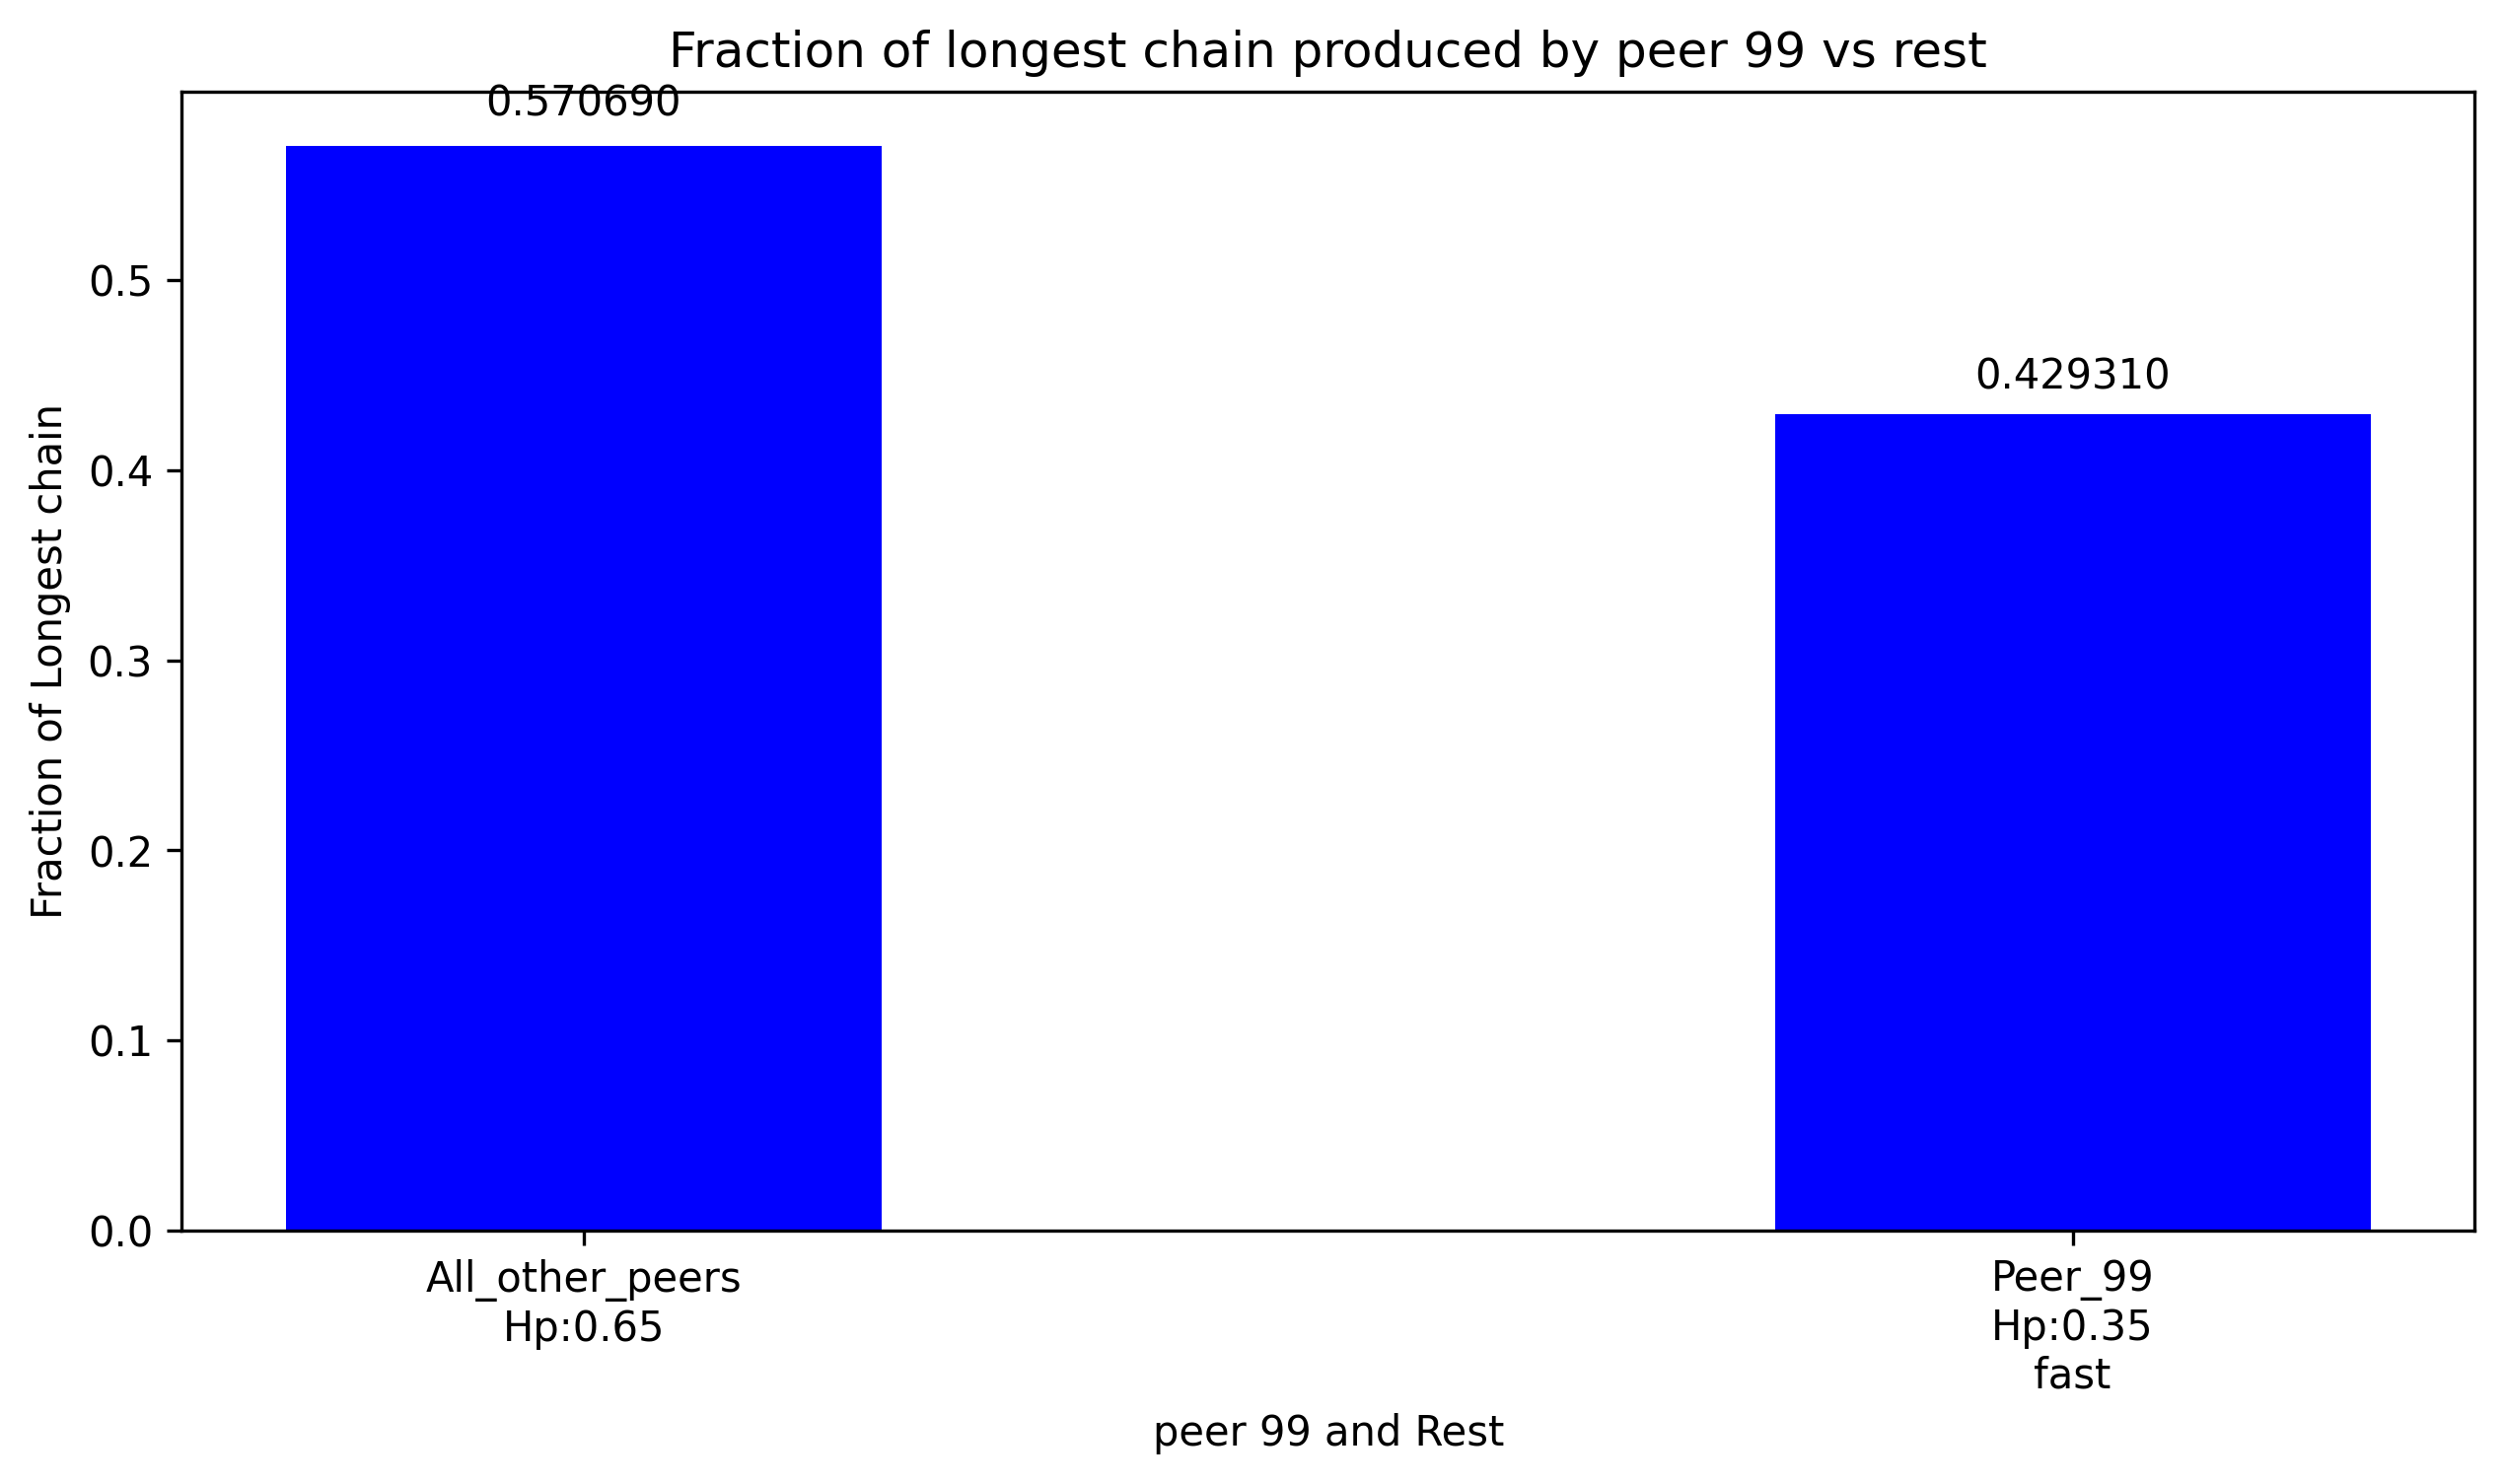 Fraction of longest chain produced by peer 99 vs rest
0.570690
0.429310
Fraction of Longest chain
0.5
0.4
0.3
0.2
0.1
0.0
All_other_peers
Hp:0.65
Peer_99
Hp:0.35
fast
peer 99 and Rest